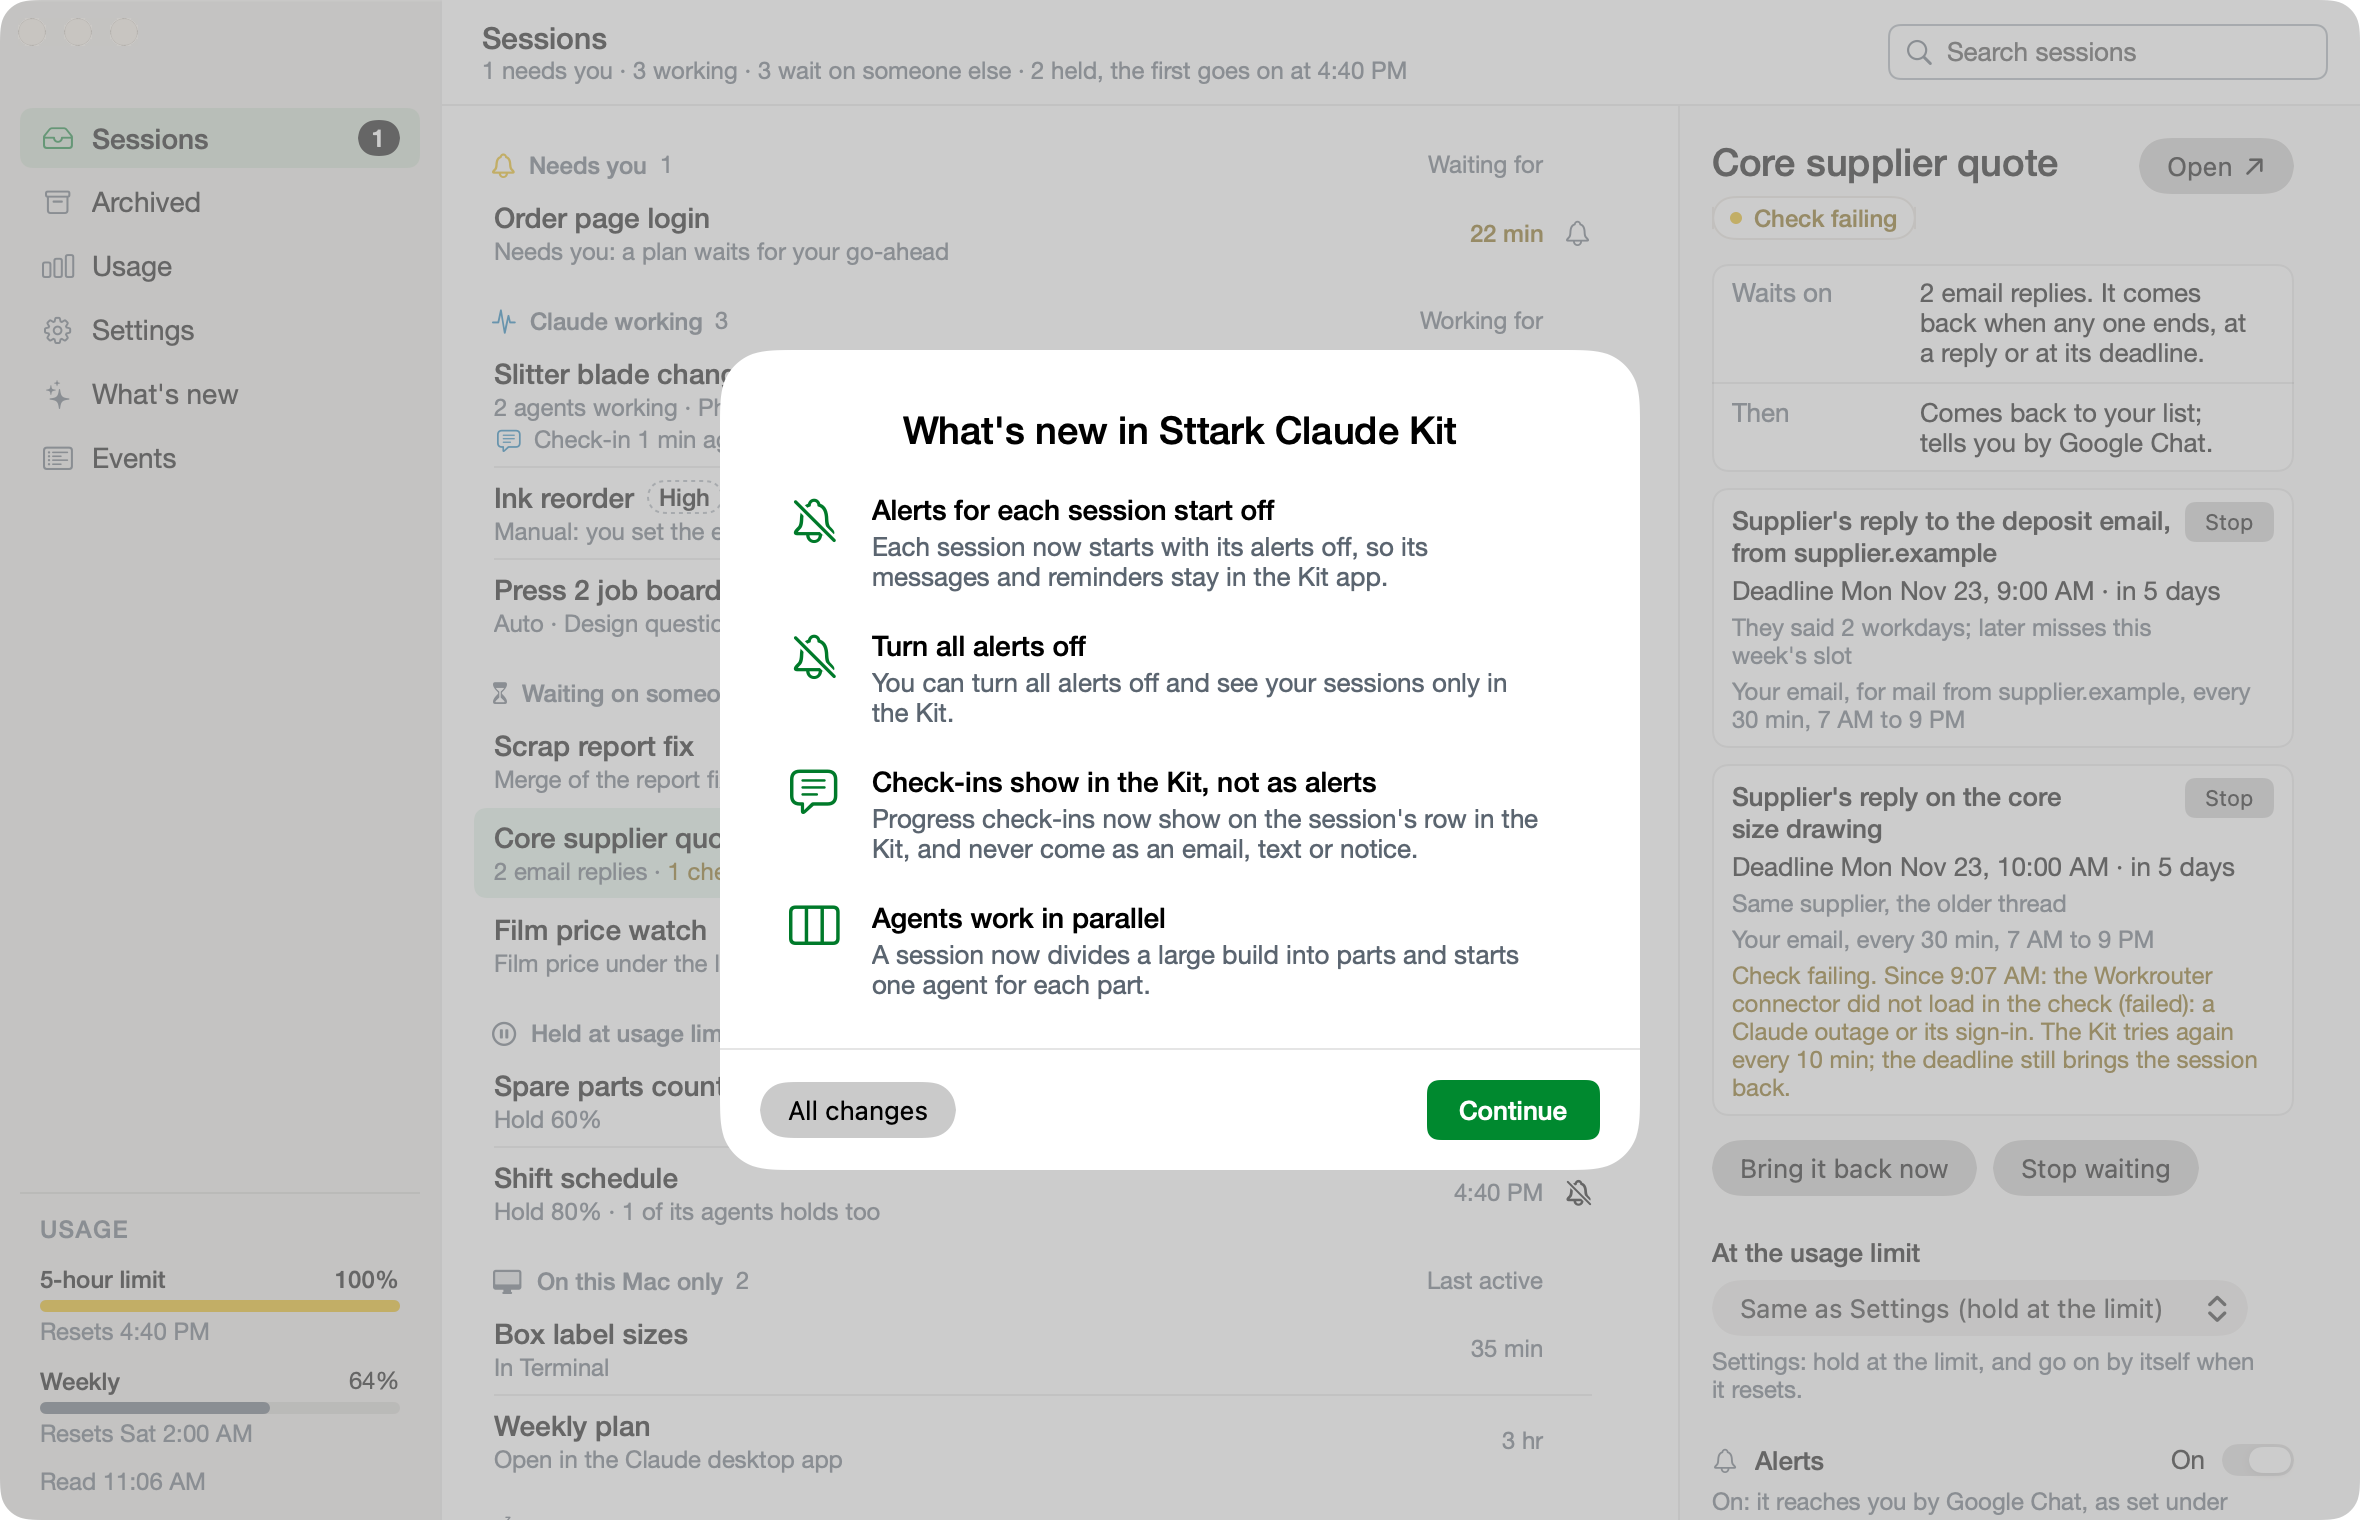 Sessions
1 needs you · 3 working · 3 wait on someone else · 2 held, the first goes on at 4:40 PM
Search sessions
Sessions 1
Archived
Usage
Settings
What's new
Events
USAGE
5-hour limit 100%
Resets 4:40 PM
Weekly 64%
Resets Sat 2:00 AM
Read 11:06 AM
Needs you 1 Waiting for
Order page login
Needs you: a plan waits for your go-ahead
22 min
Claude working 3 Working for
Slitter blade
2 agents working ·
Check-in 1 min
Ink reorder High
Manual: you set the
Press 2 job board
Auto · Design
Waiting on
Scrap report fix
Merge of the report
Core supplier
2 email replies · 1
Film price watch
Film price under the
Held at usage
Spare parts count
Hold 60%
Shift schedule
Hold 80% · 1 of its agents holds too
4:40 PM
On this Mac only 2 Last active
Box label sizes
In Terminal
35 min
Weekly plan
Open in the Claude desktop app
3 hr
What's new in Sttark Claude Kit
Alerts for each session start off
Each session now starts with its alerts off, so its
messages and reminders stay in the Kit app.
Turn all alerts off
You can turn all alerts off and see your sessions only in
the Kit.
Check-ins show in the Kit, not as alerts
Progress check-ins now show on the session's row in the
Kit, and never come as an email, text or notice.
Agents work in parallel
A session now divides a large build into parts and starts
one agent for each part.
All changes
Continue
Core supplier quote
Open
Check failing
Waits on
2 email replies. It comes
back when any one ends, at
a reply or at its deadline.
Then
Comes back to your list;
tells you by Google Chat.
Supplier's reply to the deposit email,
from supplier.example
Stop
Deadline Mon Nov 23, 9:00 AM · in 5 days
They said 2 workdays; later misses this
week's slot
Your email, for mail from supplier.example, every
30 min, 7 AM to 9 PM
Supplier's reply on the core
size drawing
Stop
Deadline Mon Nov 23, 10:00 AM · in 5 days
Same supplier, the older thread
Your email, every 30 min, 7 AM to 9 PM
Check failing. Since 9:07 AM: the Workrouter
connector did not load in the check (failed): a
Claude outage or its sign-in. The Kit tries again
every 10 min; the deadline still brings the session
back.
Bring it back now
Stop waiting
At the usage limit
Same as Settings (hold at the limit)
Settings: hold at the limit, and go on by itself when
it resets.
Alerts On
On: it reaches you by Google Chat, as set under